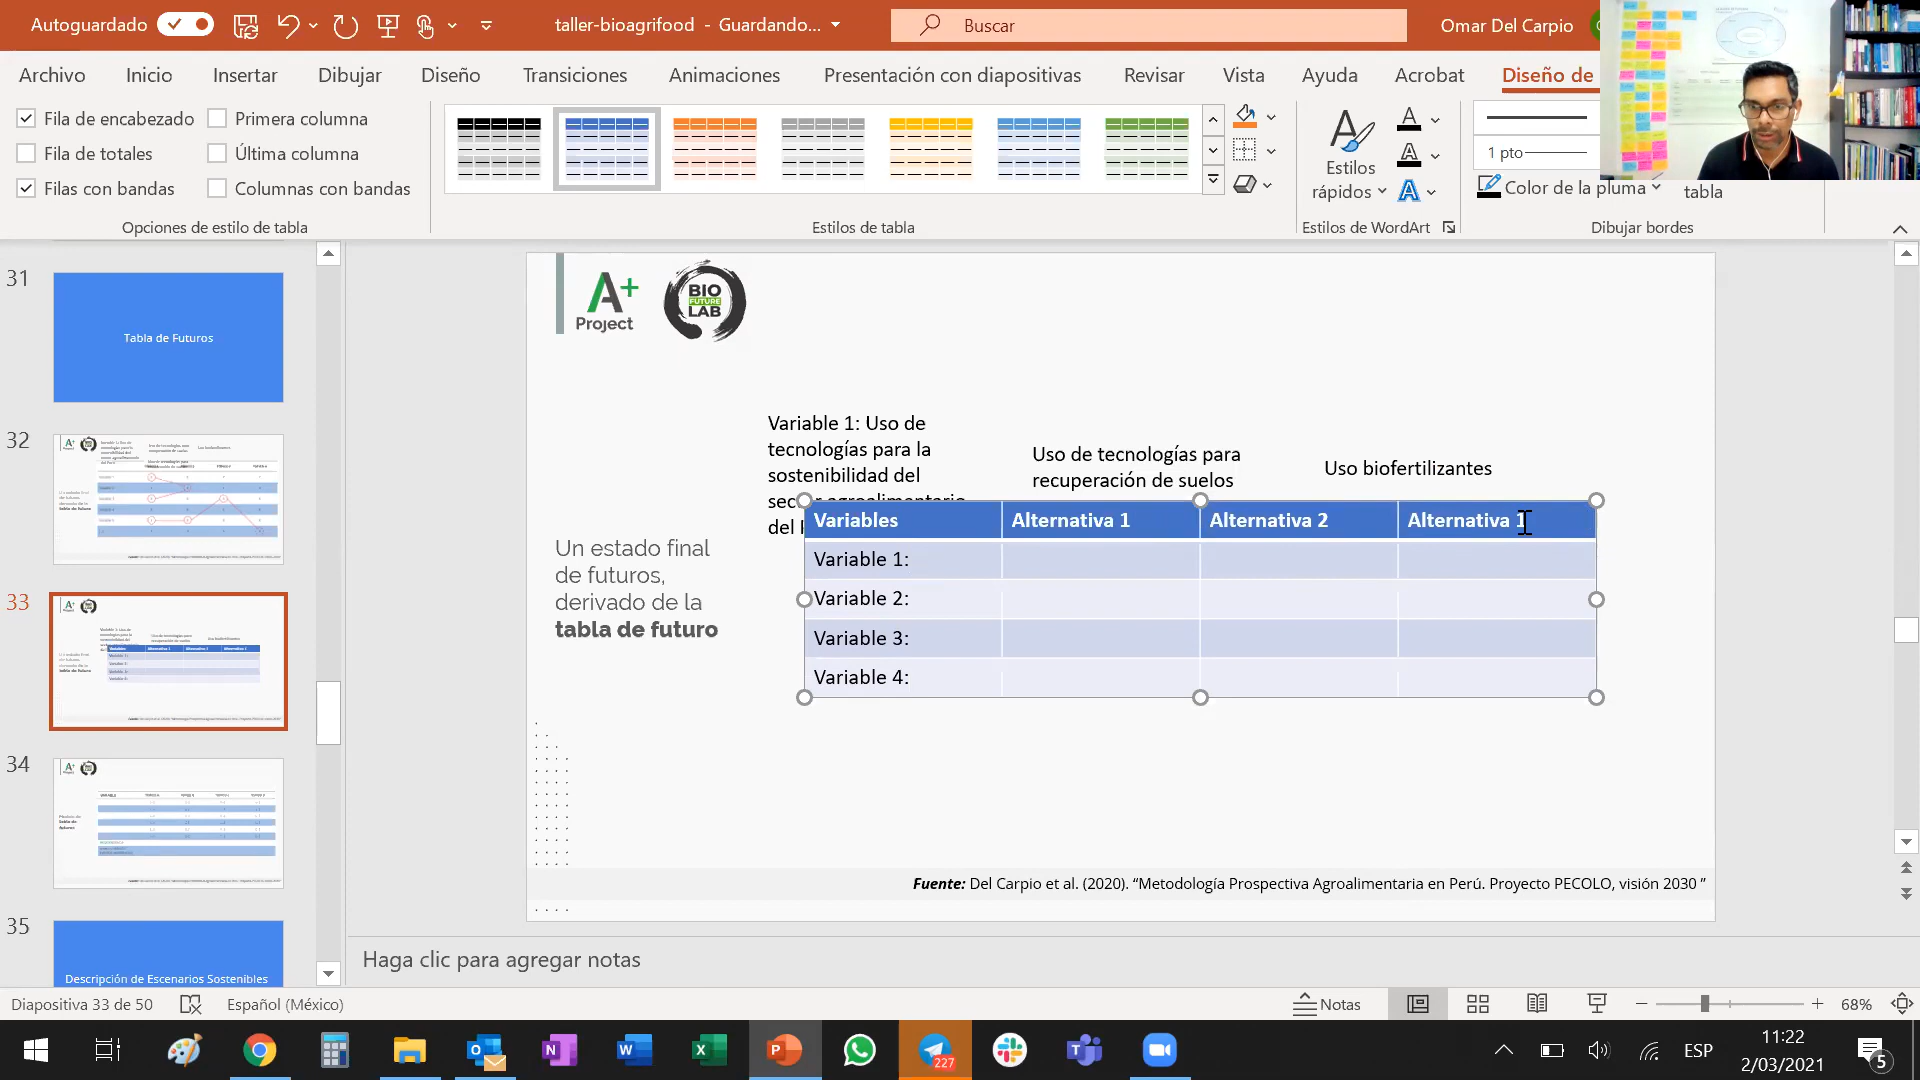 Autoguardado
taller-bioagrifood - Guardando...
Buscar
Omar Del Carpio
Archivo
Inicio
Insertar
Dibujar
Diseño
Transiciones
Animaciones
Presentación con diapositivas
Revisar
Vista
Ayuda
Acrobat
Diseño de
Fila de encabezado
Primera columna
Fila de totales
Última columna
Filas con bandas
Columnas con bandas
Opciones de estilo de tabla
Estilos de tabla
Estilos
rápidos
Estilos de WordArt
1 pto
Color de la pluma
tabla
Dibujar bordes
31
Tabla de Futuros
32
33
34
35
Descripción de Escenarios Sostenibles
A+
Project
BIO
FUTURE
LAB
Variable 1: Uso de
tecnologías para la
sostenibilidad del
sector agroalimentario
del
Uso de tecnologías para
recuperación de suelos
Uso biofertilizantes
Un estado final
de futuros,
derivado de la
tabla de futuro
Variables Alternativa 1 Alternativa 2 Alternativa 1
Variable 1:
Variable 2:
Variable 3:
Variable 4:
Fuente: Del Carpio et al. (2020). “Metodología Prospectiva Agroalimentaria en Perú. Proyecto PECOLO, visión 2030 ”
Haga clic para agregar notas
Diapositiva 33 de 50
Español (México)
Notas
68%
227
ESP
11:22
2/03/2021
5